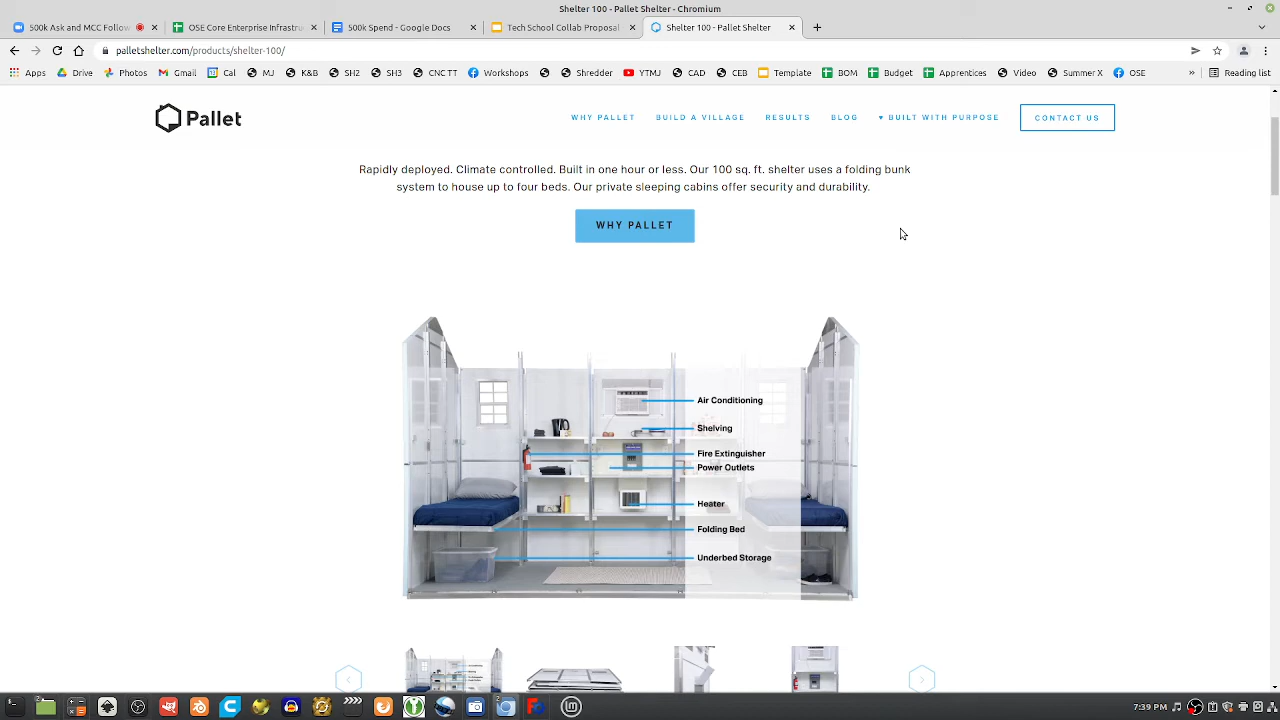 Shelter 100 - Pallet Shelter - Chromium
500k Ask and MCC Follow
OSE Core Enterprise Infrastru
500k Spend - Google Docs
Tech School Collab Proposal
Shelter 100 - Pallet Shelter
palletshelter.com/products/shelter-100/
Apps Drive Photos Gmail MJ K&B SH2 SH3 CNC TT Workshops Shredder YTMJ CAD CEB Template BOM Budget Apprentices Video Summer X OSE » Reading list
Pallet
WHY PALLET BUILD A VILLAGE RESULTS BLOG ♥ BUILT WITH PURPOSE CONTACT US
Rapidly deployed. Climate controlled. Built in one hour or less. Our 100 sq. ft. shelter uses a folding bunk
system to house up to four beds. Our private sleeping cabins offer security and durability.
WHY PALLET
Air Conditioning
Shelving
Fire Extinguisher
Power Outlets
Heater
Folding Bed
Underbed Storage
7:39 PM